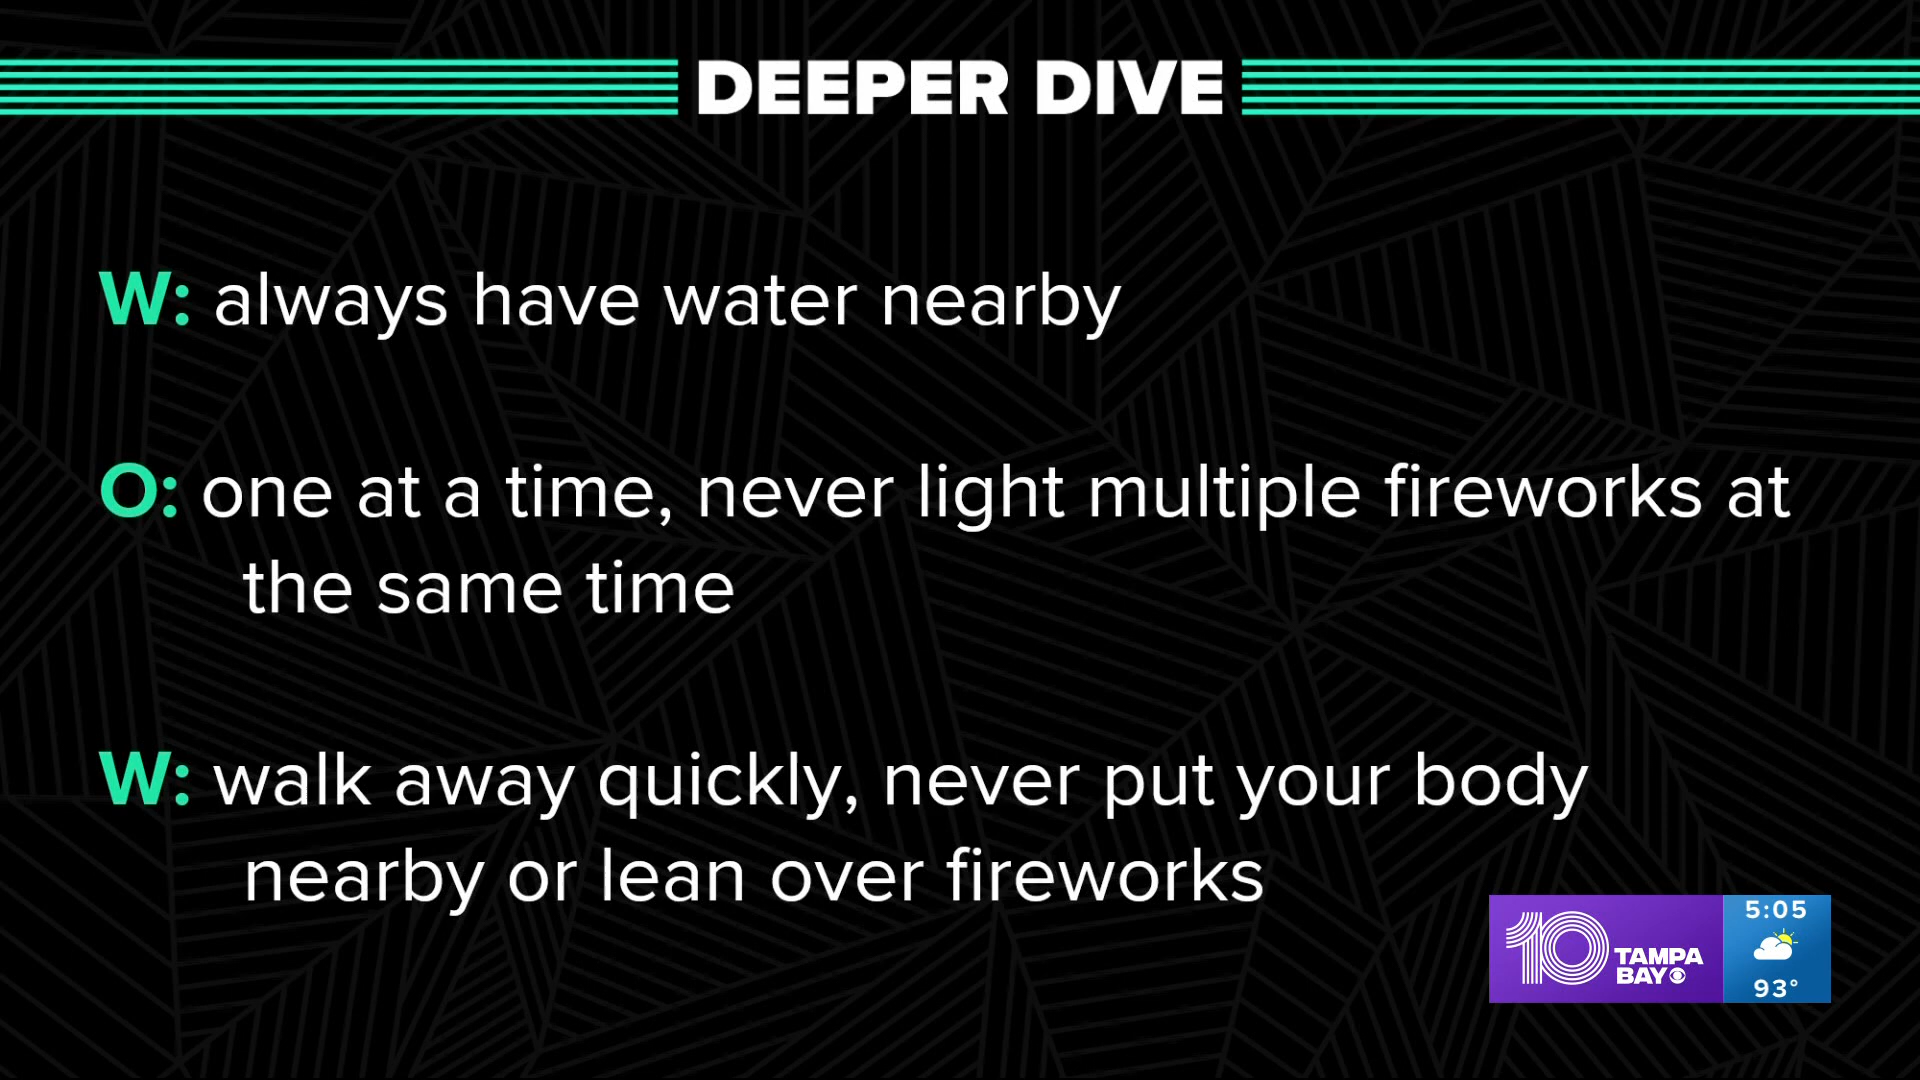 DEEPER DIVE
W: always have water nearby
O: one at a time, never light multiple fireworks at
the same time
W: walk away quickly, never put your body
nearby or lean over fireworks
10 TAMPA
BAY
5:05
93°